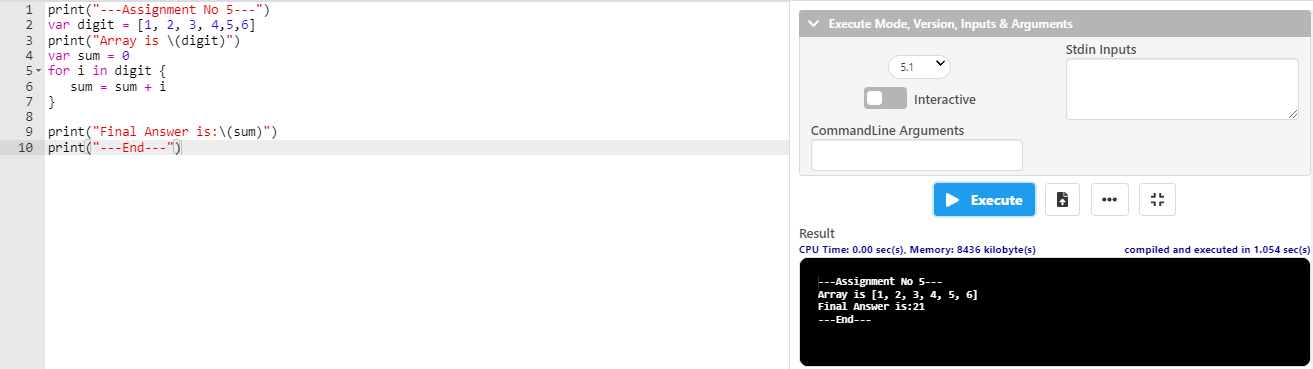 1 print("---Assignment No 5---")
2 var digit = [1, 2, 3, 4,5,6]
3 print("Array is \(digit)")
4 var sum = 0
5 for i in digit {
6    sum = sum + i
7 }
8
9 print("Final Answer is:\(sum)")
10 print("---End---")
Execute Mode, Version, Inputs & Arguments
5.1
Interactive
Stdin Inputs
CommandLine Arguments
Execute
Result
CPU Time: 0.00 sec(s), Memory: 8436 kilobyte(s)
compiled and executed in 1.054 sec(s)
---Assignment No 5---
Array is [1, 2, 3, 4, 5, 6]
Final Answer is:21
---End---